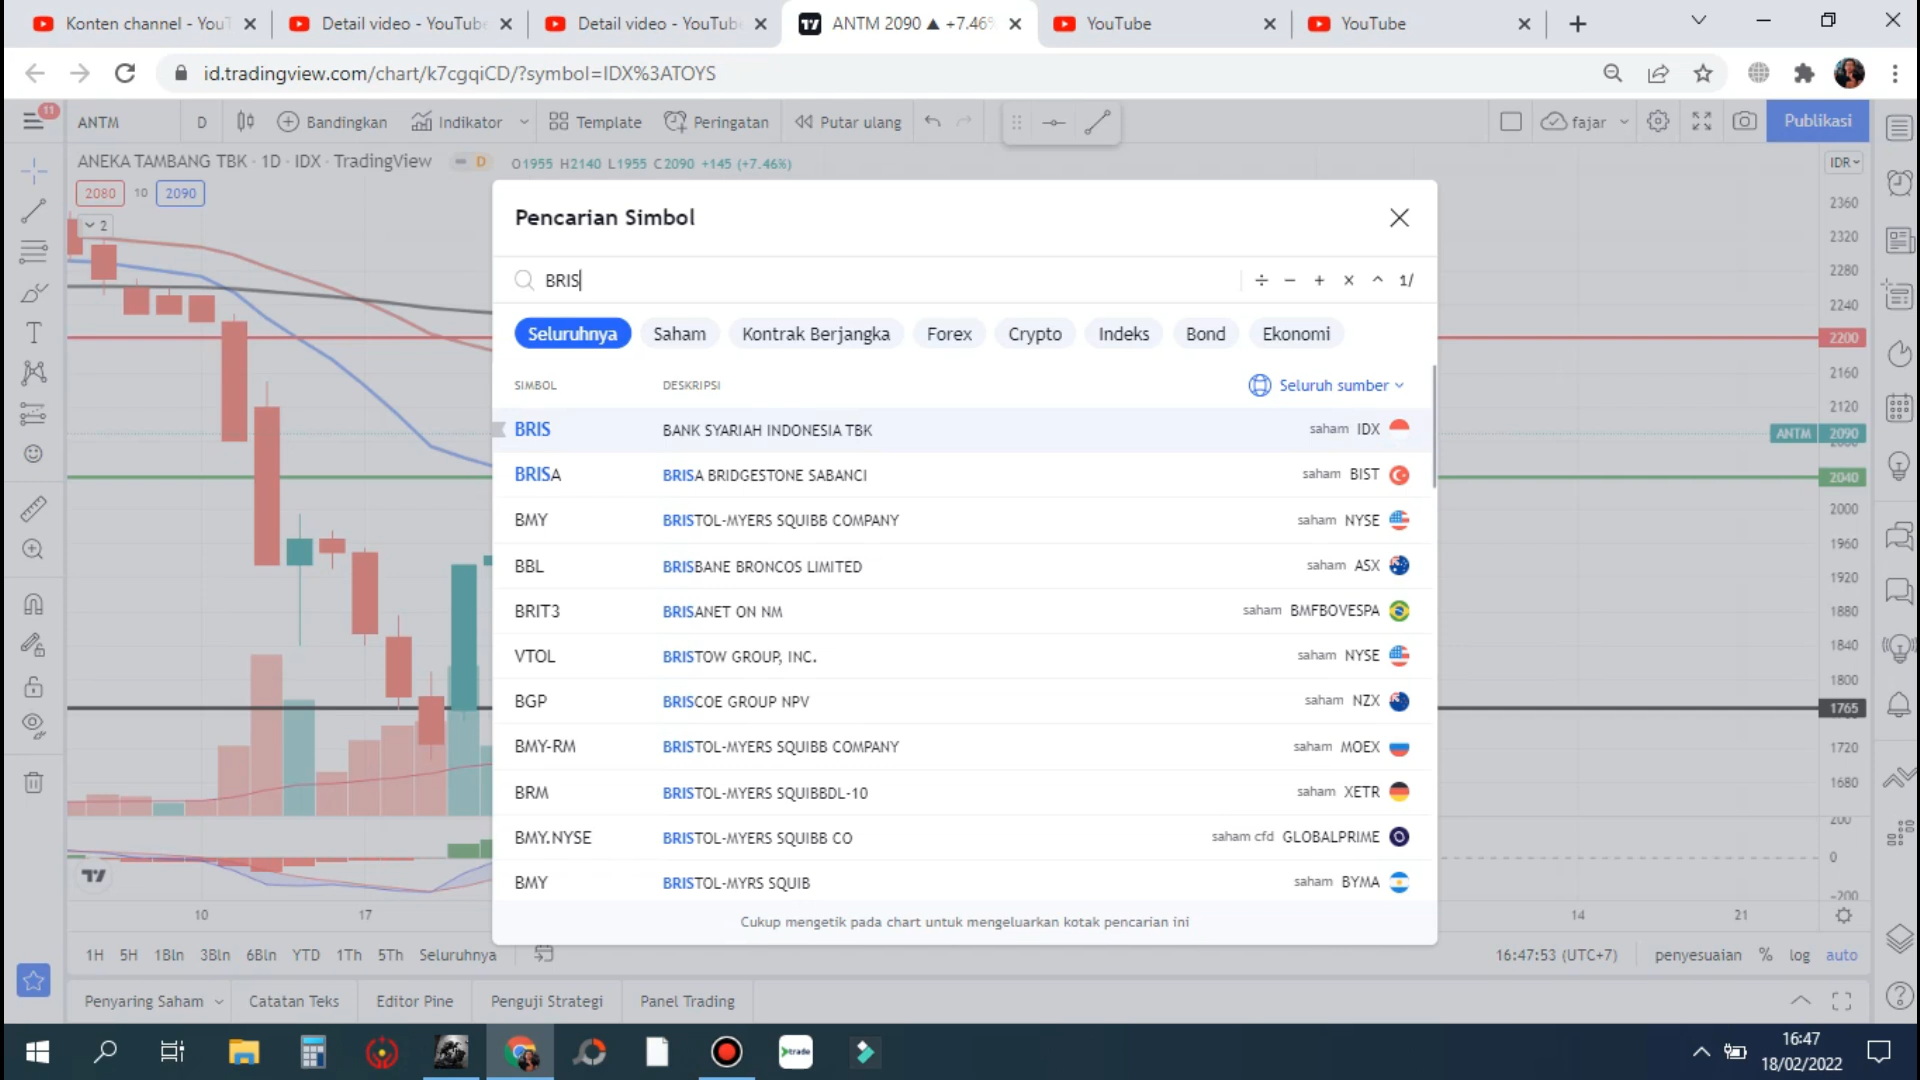 Konten channel - YouT
Detail video - YouTube
Detail video - YouTube
ANTM 2090 ▲ +7.46%
YouTube
YouTube
id.tradingview.com/chart/k7cgqiCD/?symbol=IDX%3ATOYS
11
ANTM
D
Bandingkan
Indikator
Template
Peringatan
Putar ulang
fajar
Publikasi
ANEKA TAMBANG TBK · 1D · IDX · TradingView
D
O1955 H2140 L1955 C2090 +145 (+7.46%)
IDR
2080 10 2090
2
Pencarian Simbol
BRIS
÷ − + × ^ 1/
Seluruhnya Saham Kontrak Berjangka Forex Crypto Indeks Bond Ekonomi
SIMBOL DESKRIPSI Seluruh sumber
BRIS BANK SYARIAH INDONESIA TBK saham IDX
BRISA BRISA BRIDGESTONE SABANCI saham BIST
BMY BRISTOL-MYERS SQUIBB COMPANY saham NYSE
BBL BRISBANE BRONCOS LIMITED saham ASX
BRIT3 BRISANET ON NM saham BMFBOVESPA
VTOL BRISTOW GROUP, INC. saham NYSE
BGP BRISCOE GROUP NPV saham NZX
BMY-RM BRISTOL-MYERS SQUIBB COMPANY saham MOEX
BRM BRISTOL-MYERS SQUIBBDL-10 saham XETR
BMY.NYSE BRISTOL-MYERS SQUIBB CO saham cfd GLOBALPRIME
BMY BRISTOL-MYRS SQUIB saham BYMA
Cukup mengetik pada chart untuk mengeluarkan kotak pencarian ini
2360
2320
2280
2240
2200
2160
2120
ANTM 2090
2040
2000
1960
1920
1880
1840
1800
1765
1720
1680
200
0
-200
10 17 14 21
1H 5H 1Bln 3Bln 6Bln YTD 1Th 5Th Seluruhnya
16:47:53 (UTC+7) penyesuaian % log auto
Penyaring Saham Catatan Teks Editor Pine Penguji Strategi Panel Trading
trade
16:47
18/02/2022